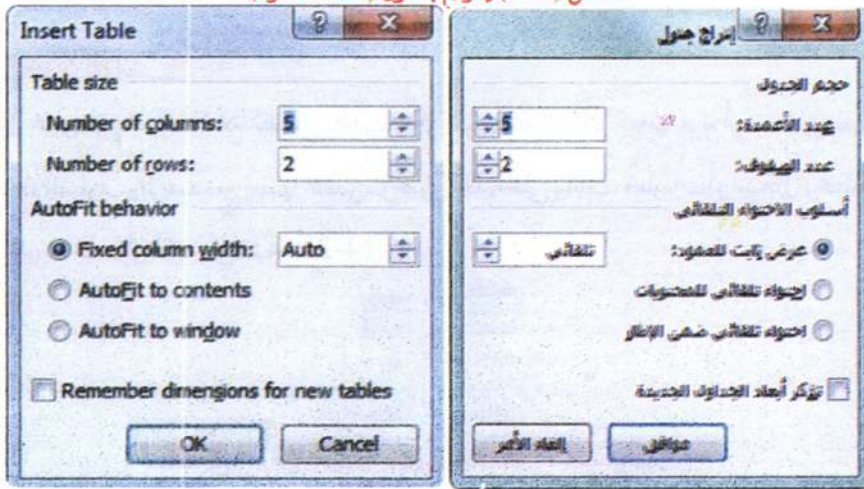 Insert Table
Table size
Number of columns: 5
Number of rows: 2
AutoFit behavior
Fixed column width: Auto
AutoFit to contents
AutoFit to window
Remember dimensions for new tables
OK Cancel
إدراج جدول
حجم الجدول
عدد الأعمدة: 5
عدد الصفوف: 2
أسلوب الاحتواء التلقائي
عرض ثابت للعمود: تلقائي
احتواء تلقائي للمحتويات
احتواء تلقائي ضمن الإطار
تذكر أبعاد الجداول الجديدة
موافق إلغاء الأمر